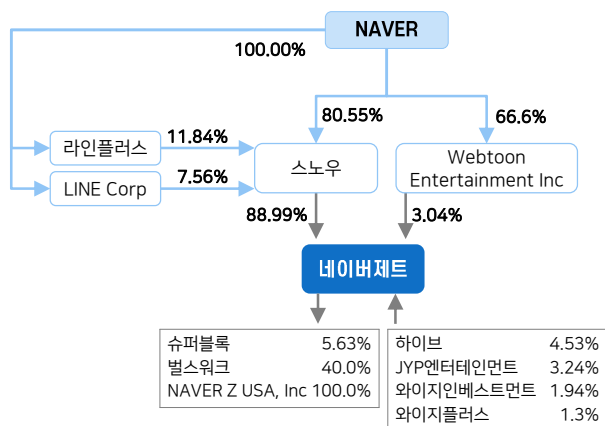 NAVER
100.00%
80.55%
66.6%
라인플러스
11.84%
LINE Corp
7.56%
스노우
Webtoon
Entertainment Inc
88.99%
3.04%
네이버제트
슈퍼블록 5.63%
벌스워크 40.0%
NAVER Z USA, Inc 100.0%
하이브 4.53%
JYP엔터테인먼트 3.24%
와이지인베스트먼트 1.94%
와이지플러스 1.3%